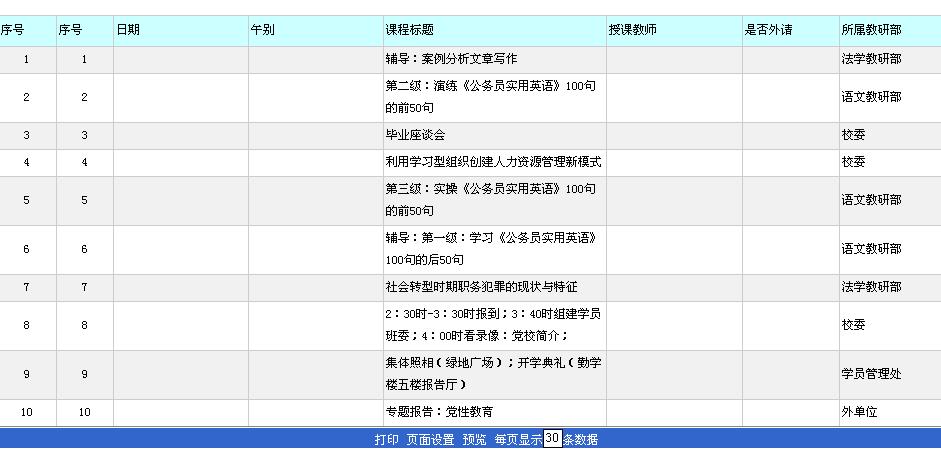 序号 序号 日期 午别 课程标题 授课教师 是否外请 所属教研部
1 1 辅导：案例分析文章写作 法学教研部
第二级：演练《公务员实用英语》100句
2 2 语文教研部
的前50句
3 3 毕业座谈会 校委
4 4 利用学习型组织创建人力资源管理新模式 校委
第三级：实操《公务员实用英语》100句
5 5 语文教研部
的前50句
辅导：第一级：学习《公务员实用英语》
6 6 语文教研部
100句的后50句
7 7 社会转型时期职务犯罪的现状与特征 法学教研部
2：30时-3：30时报到；3：40时组建学员
8 8 校委
班委；4：00时看录像：党校简介；
集体照相（绿地广场）；开学典礼（勤学
9 9 学员管理处
楼五楼报告厅）
10 10 专题报告：党性教育 外单位
打印 页面设置 预览 每页显示30条数据